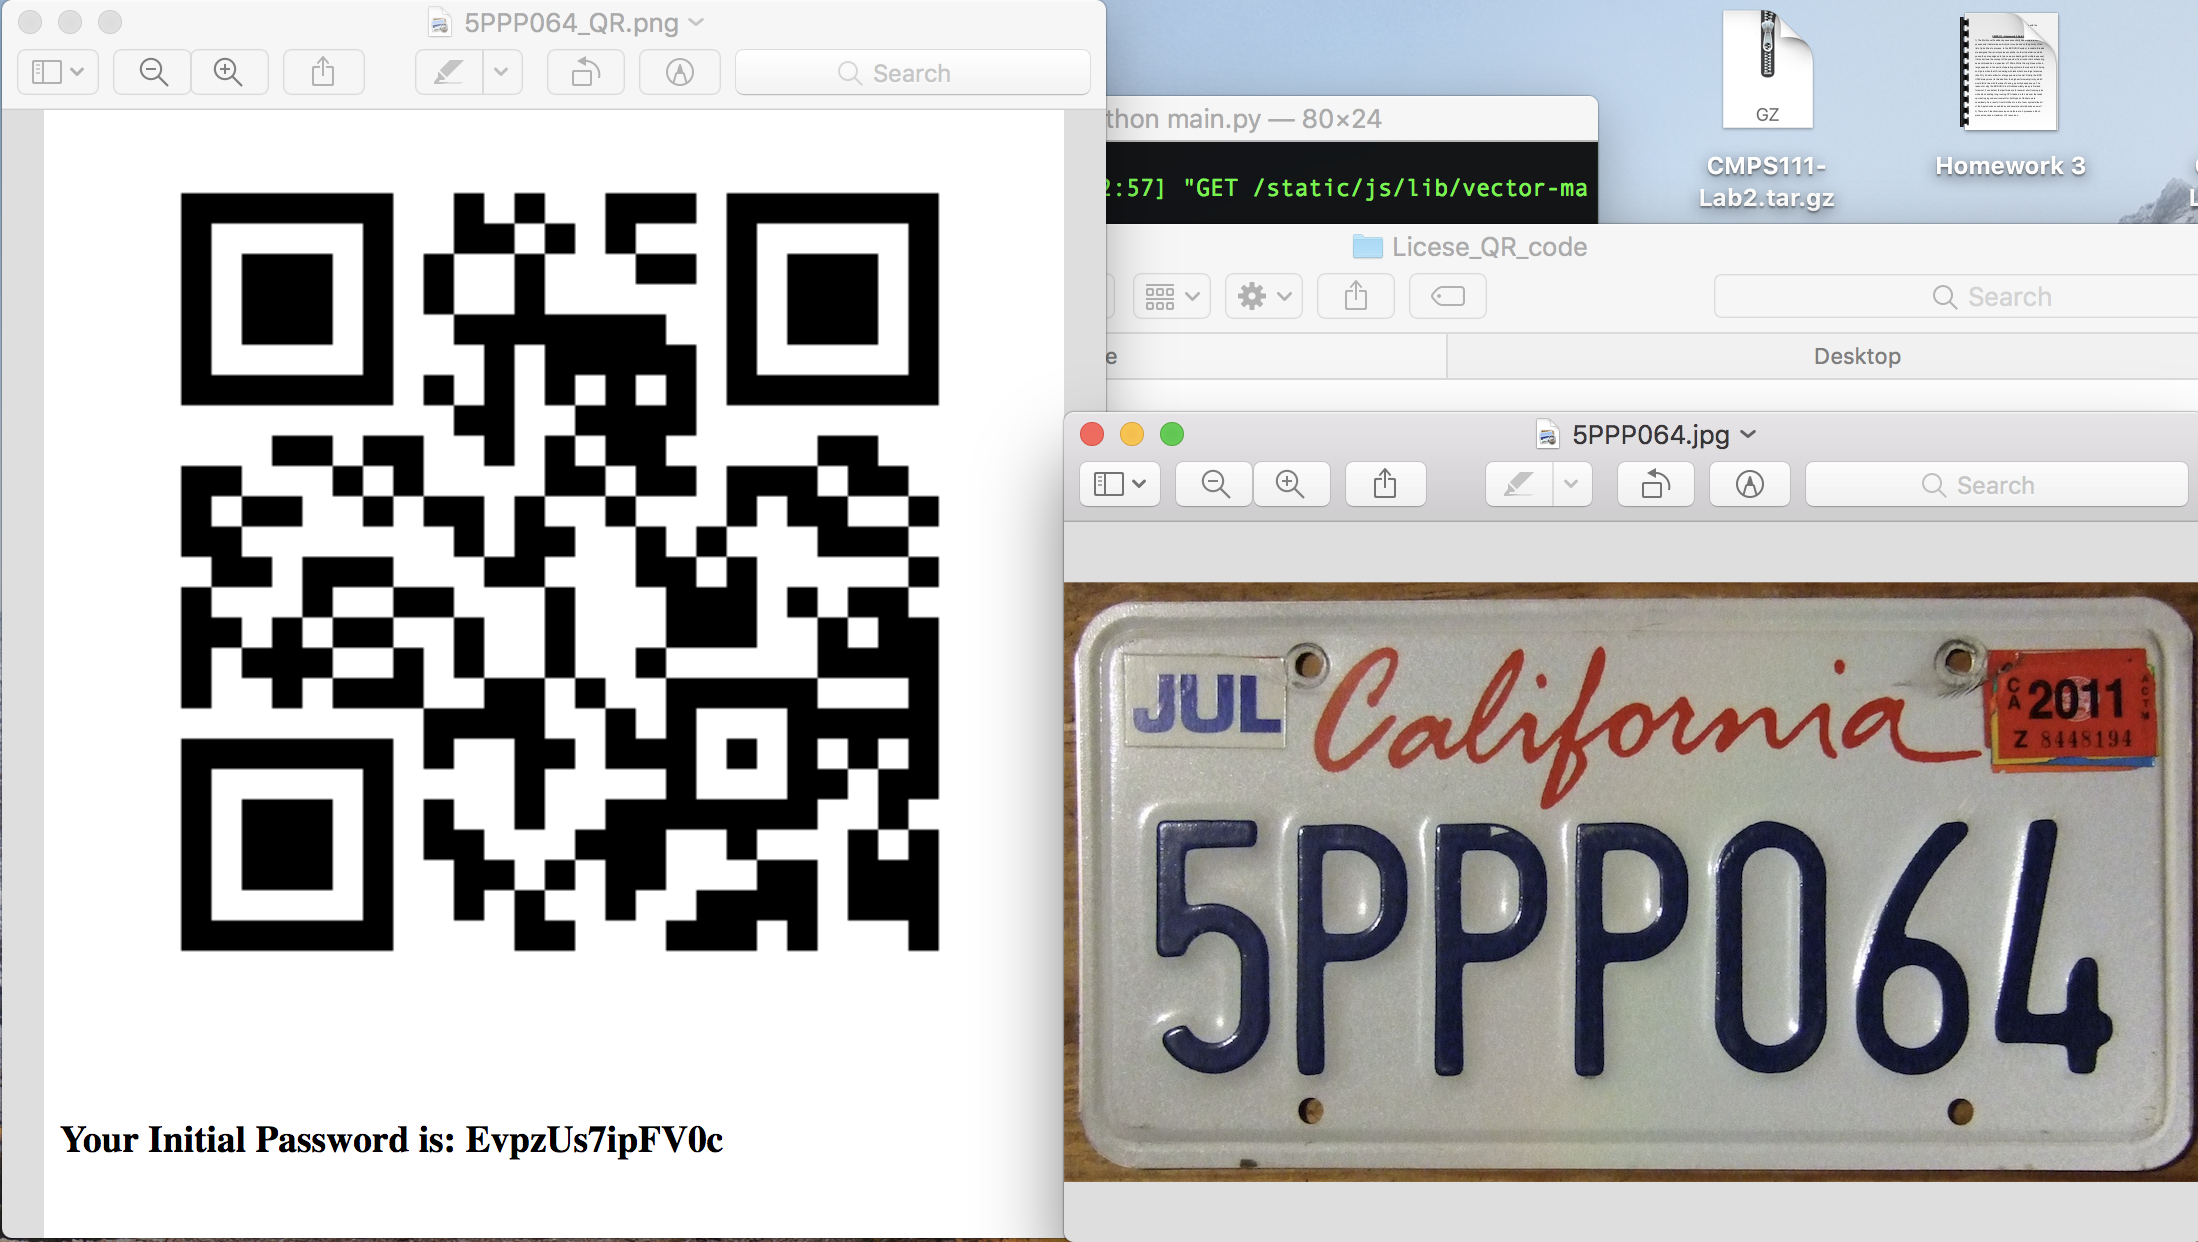 5PPP064_QR.png
Search
Your Initial Password is: EvpzUs7ipFV0c
thon main.py — 80×24
2:57] "GET /static/js/lib/vector-ma
GZ
CMPS111-
Lab2.tar.gz
Homework 3
Licese_QR_code
Search
e
Desktop
5PPP064.jpg
Search
JUL
California
CA
2011
ACTM
Z 8448194
5PPP064